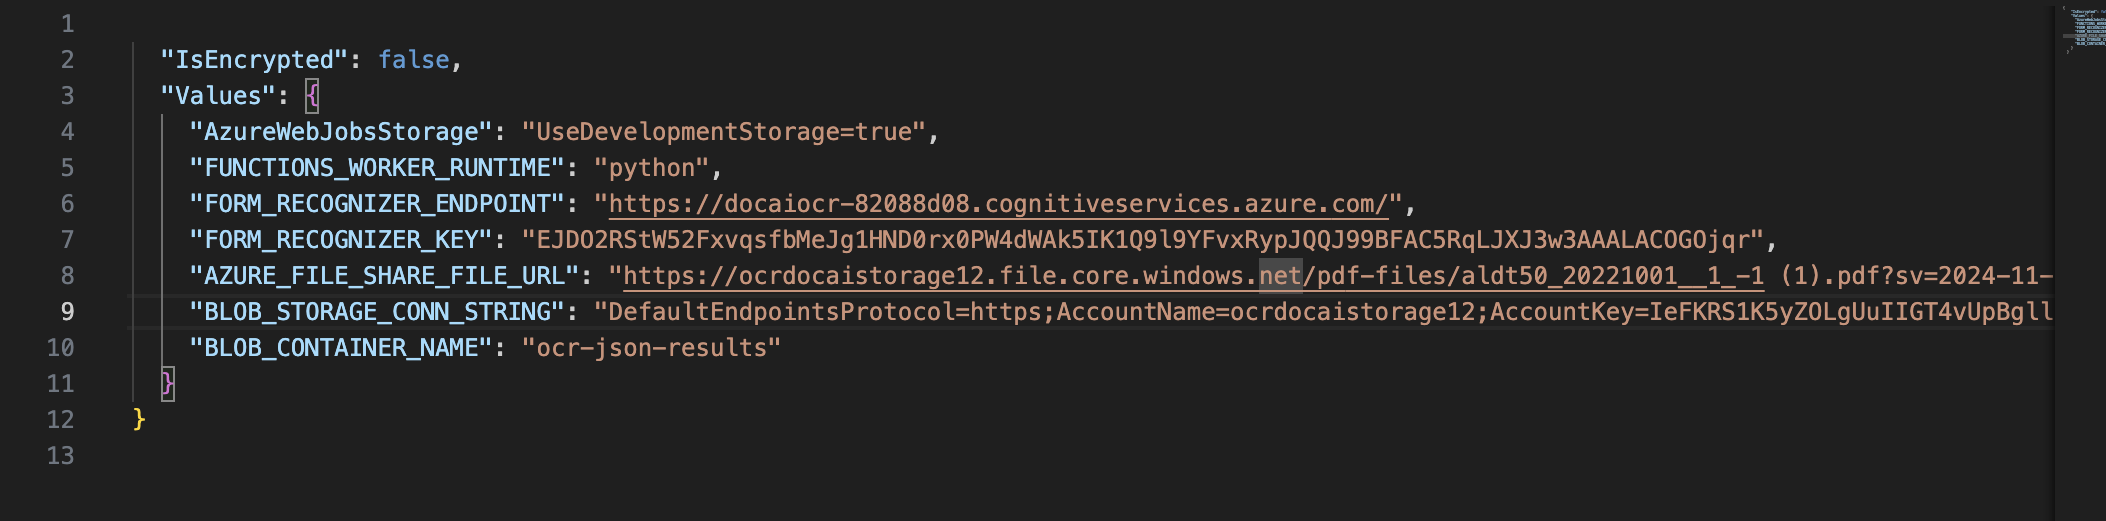 1
2 "IsEncrypted": false,
3 "Values": {
4 "AzureWebJobsStorage": "UseDevelopmentStorage=true",
5 "FUNCTIONS_WORKER_RUNTIME": "python",
6 "FORM_RECOGNIZER_ENDPOINT": "https://docaiocr-82088d08.cognitiveservices.azure.com/",
7 "FORM_RECOGNIZER_KEY": "EJDO2RStW52FxvqsfbMeJg1HND0rx0PW4dWAk5IK1Q9l9YFvxRypJQQJ99BFAC5RqLJXJ3w3AAALACOGOjqr",
8 "AZURE_FILE_SHARE_FILE_URL": "https://ocrdocaistorage12.file.core.windows.net/pdf-files/aldt50_20221001__1_-1 (1).pdf?sv=2024-11-
9 "BLOB_STORAGE_CONN_STRING": "DefaultEndpointsProtocol=https;AccountName=ocrdocaistorage12;AccountKey=IeFKRS1K5yZOLgUuIIGT4vUpBgll
10 "BLOB_CONTAINER_NAME": "ocr-json-results"
11 }
12 }
13